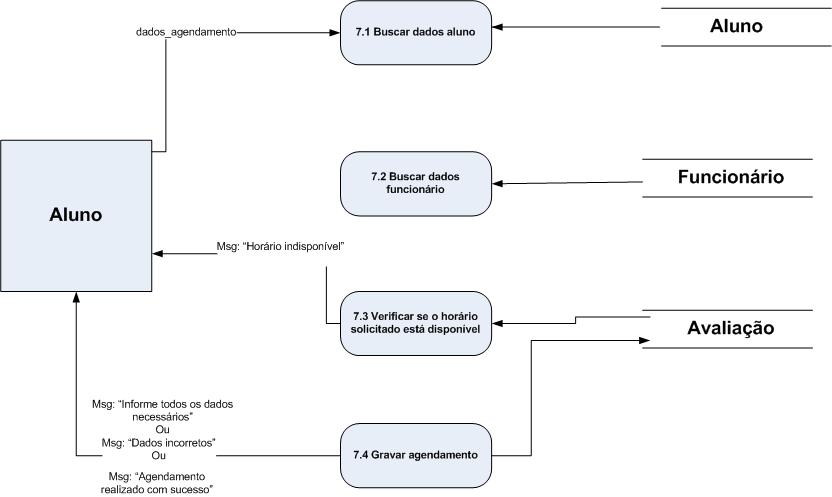 dados_agendamento
7.1 Buscar dados aluno
Aluno
7.2 Buscar dados
funcionário
Funcionário
Aluno
Msg: “Horário indisponível”
7.3 Verificar se o horário
solicitado está disponível
Avaliação
Msg: “Informe todos os dados
necessários”
Ou
Msg: “Dados incorretos”
Ou
Msg: “Agendamento
realizado com sucesso”
7.4 Gravar agendamento